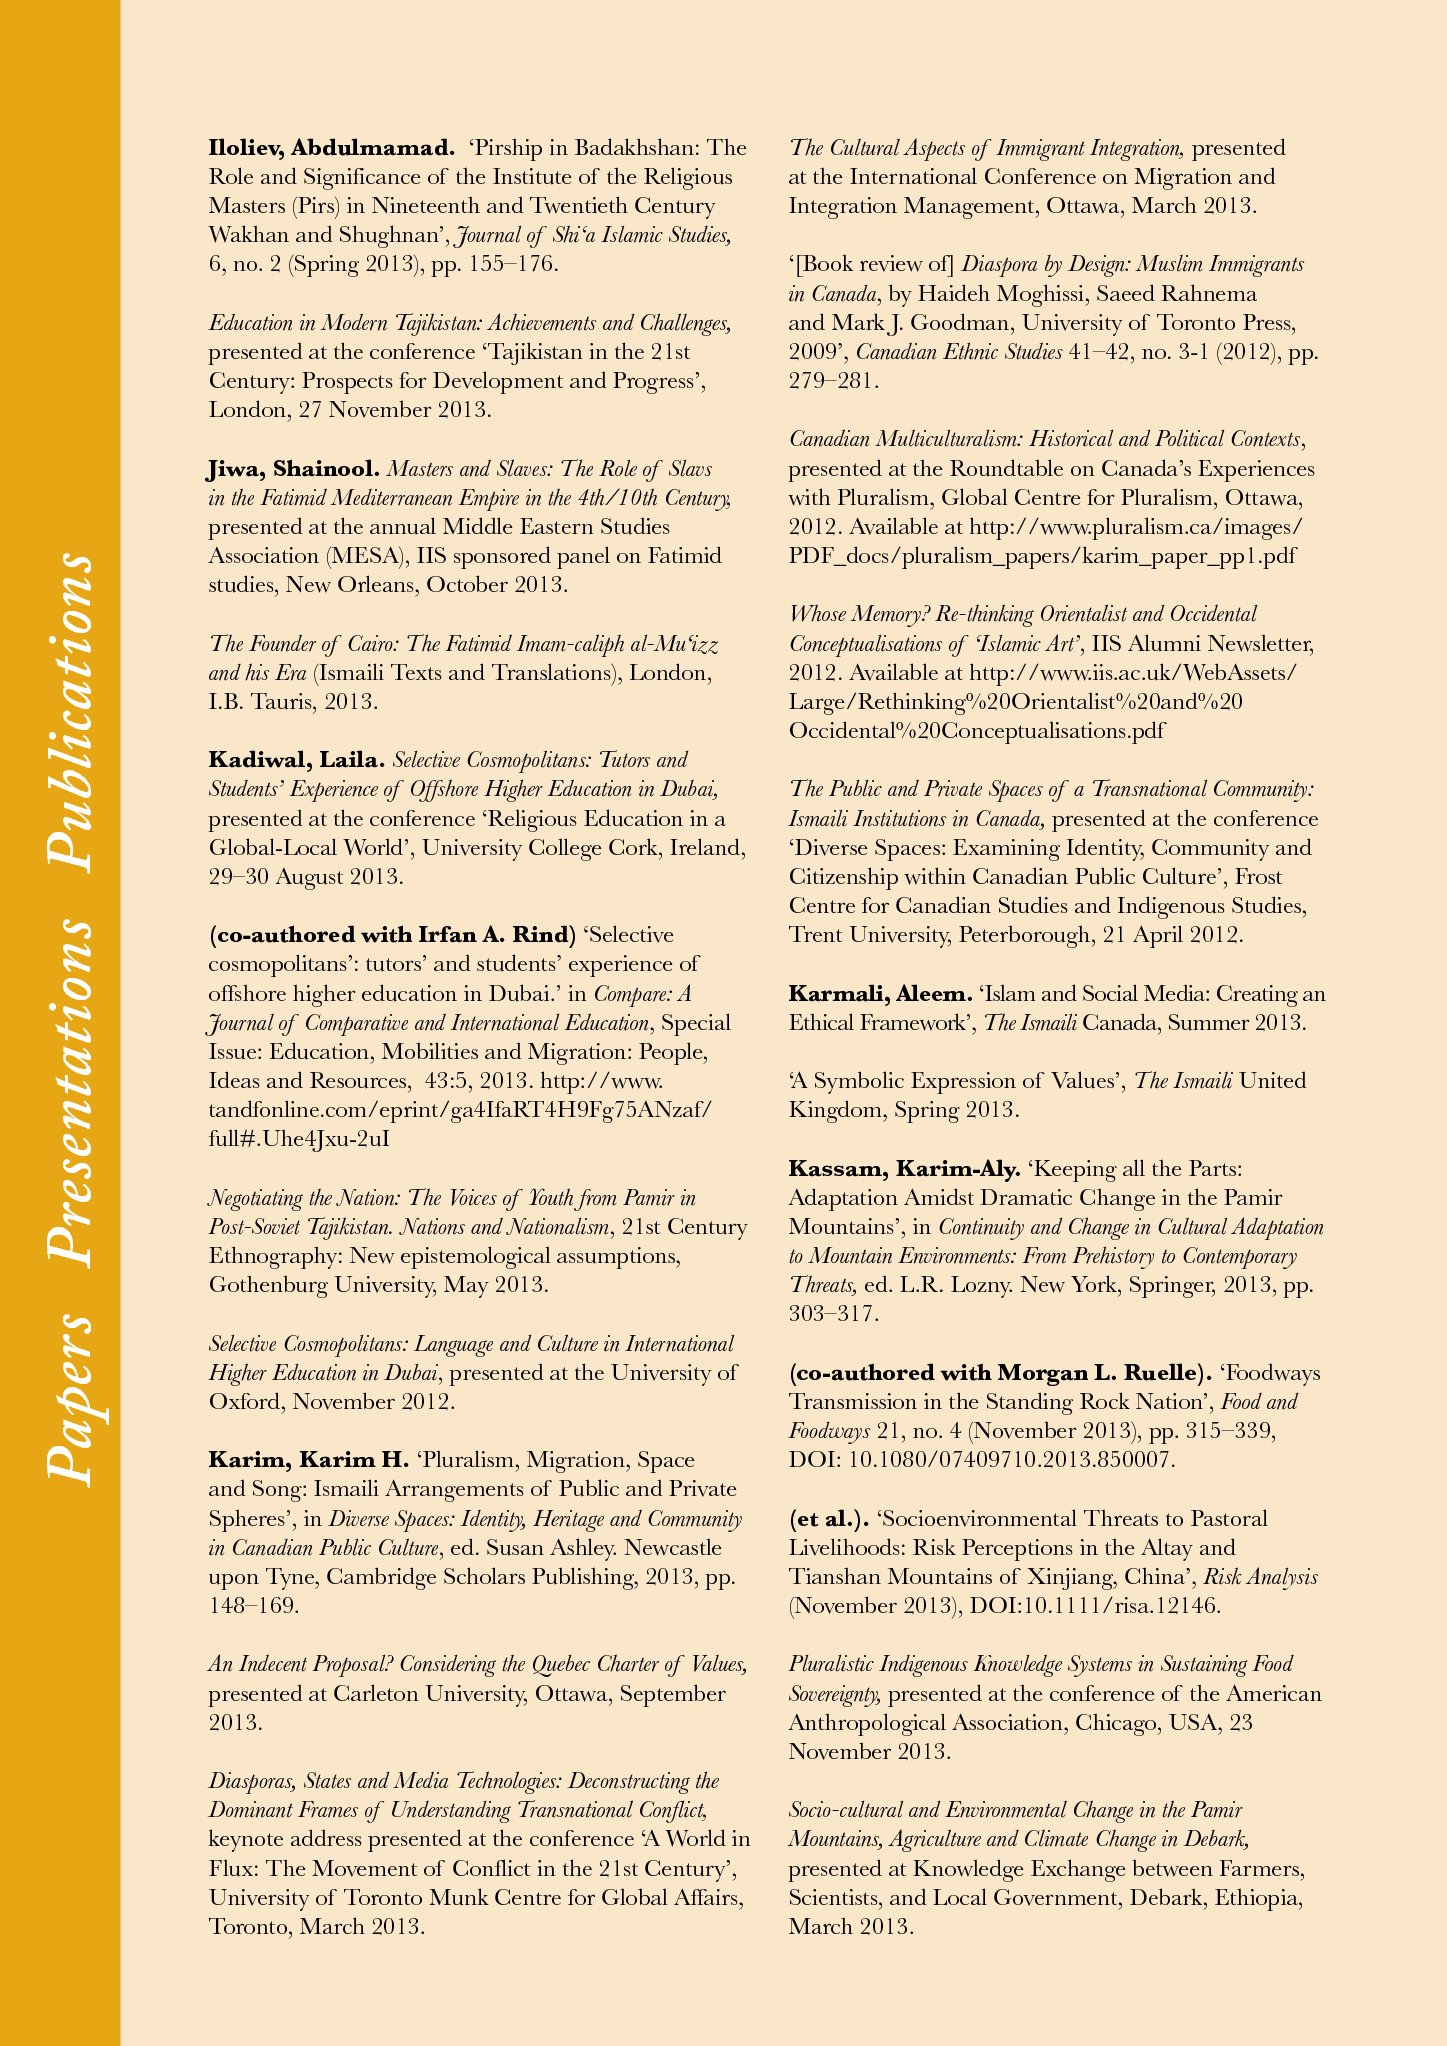 Papers Presentations Publications
Iloliev, Abdulmamad. ‘Pirship in Badakhshan: The
Role and Significance of the Institute of the Religious
Masters (Pirs) in Nineteenth and Twentieth Century
Wakhan and Shughnan’, Journal of Shi‘a Islamic Studies,
6, no. 2 (Spring 2013), pp. 155–176.
Education in Modern Tajikistan: Achievements and Challenges,
presented at the conference ‘Tajikistan in the 21st
Century: Prospects for Development and Progress’,
London, 27 November 2013.
Jiwa, Shainool. Masters and Slaves: The Role of Slavs
in the Fatimid Mediterranean Empire in the 4th/10th Century,
presented at the annual Middle Eastern Studies
Association (MESA), IIS sponsored panel on Fatimid
studies, New Orleans, October 2013.
The Founder of Cairo: The Fatimid Imam-caliph al-Mu‘izz
and his Era (Ismaili Texts and Translations), London,
I.B. Tauris, 2013.
Kadiwal, Laila. Selective Cosmopolitans: Tutors and
Students’ Experience of Offshore Higher Education in Dubai,
presented at the conference ‘Religious Education in a
Global-Local World’, University College Cork, Ireland,
29–30 August 2013.
(co-authored with Irfan A. Rind) ‘Selective
cosmopolitans’: tutors’ and students’ experience of
offshore higher education in Dubai.’ in Compare: A
Journal of Comparative and International Education, Special
Issue: Education, Mobilities and Migration: People,
Ideas and Resources, 43:5, 2013. http://www.
tandfonline.com/eprint/ga4IfaRT4H9Fg75ANzaf/
full#.Uhe4Jxu-2uI
Negotiating the Nation: The Voices of Youth from Pamir in
Post-Soviet Tajikistan. Nations and Nationalism, 21st Century
Ethnography: New epistemological assumptions,
Gothenburg University, May 2013.
Selective Cosmopolitans: Language and Culture in International
Higher Education in Dubai, presented at the University of
Oxford, November 2012.
Karim, Karim H. ‘Pluralism, Migration, Space
and Song: Ismaili Arrangements of Public and Private
Spheres’, in Diverse Spaces: Identity, Heritage and Community
in Canadian Public Culture, ed. Susan Ashley. Newcastle
upon Tyne, Cambridge Scholars Publishing, 2013, pp.
148–169.
An Indecent Proposal? Considering the Quebec Charter of Values,
presented at Carleton University, Ottawa, September
2013.
Diasporas, States and Media Technologies: Deconstructing the
Dominant Frames of Understanding Transnational Conflict,
keynote address presented at the conference ‘A World in
Flux: The Movement of Conflict in the 21st Century’,
University of Toronto Munk Centre for Global Affairs,
Toronto, March 2013.
The Cultural Aspects of Immigrant Integration, presented
at the International Conference on Migration and
Integration Management, Ottawa, March 2013.
‘[Book review of] Diaspora by Design: Muslim Immigrants
in Canada, by Haideh Moghissi, Saeed Rahnema
and Mark J. Goodman, University of Toronto Press,
2009’, Canadian Ethnic Studies 41–42, no. 3-1 (2012), pp.
279–281.
Canadian Multiculturalism: Historical and Political Contexts,
presented at the Roundtable on Canada’s Experiences
with Pluralism, Global Centre for Pluralism, Ottawa,
2012. Available at http://www.pluralism.ca/images/
PDF_docs/pluralism_papers/karim_paper_pp1.pdf
Whose Memory? Re-thinking Orientalist and Occidental
Conceptualisations of ‘Islamic Art’, IIS Alumni Newsletter,
2012. Available at http://www.iis.ac.uk/WebAssets/
Large/Rethinking%20Orientalist%20and%20
Occidental%20Conceptualisations.pdf
The Public and Private Spaces of a Transnational Community:
Ismaili Institutions in Canada, presented at the conference
‘Diverse Spaces: Examining Identity, Community and
Citizenship within Canadian Public Culture’, Frost
Centre for Canadian Studies and Indigenous Studies,
Trent University, Peterborough, 21 April 2012.
Karmali, Aleem. ‘Islam and Social Media: Creating an
Ethical Framework’, The Ismaili Canada, Summer 2013.
‘A Symbolic Expression of Values’, The Ismaili United
Kingdom, Spring 2013.
Kassam, Karim-Aly. ‘Keeping all the Parts:
Adaptation Amidst Dramatic Change in the Pamir
Mountains’, in Continuity and Change in Cultural Adaptation
to Mountain Environments: From Prehistory to Contemporary
Threats, ed. L.R. Lozny. New York, Springer, 2013, pp.
303–317.
(co-authored with Morgan L. Ruelle). ‘Foodways
Transmission in the Standing Rock Nation’, Food and
Foodways 21, no. 4 (November 2013), pp. 315–339,
DOI: 10.1080/07409710.2013.850007.
(et al.). ‘Socioenvironmental Threats to Pastoral
Livelihoods: Risk Perceptions in the Altay and
Tianshan Mountains of Xinjiang, China’, Risk Analysis
(November 2013), DOI:10.1111/risa.12146.
Pluralistic Indigenous Knowledge Systems in Sustaining Food
Sovereignty, presented at the conference of the American
Anthropological Association, Chicago, USA, 23
November 2013.
Socio-cultural and Environmental Change in the Pamir
Mountains, Agriculture and Climate Change in Debark,
presented at Knowledge Exchange between Farmers,
Scientists, and Local Government, Debark, Ethiopia,
March 2013.